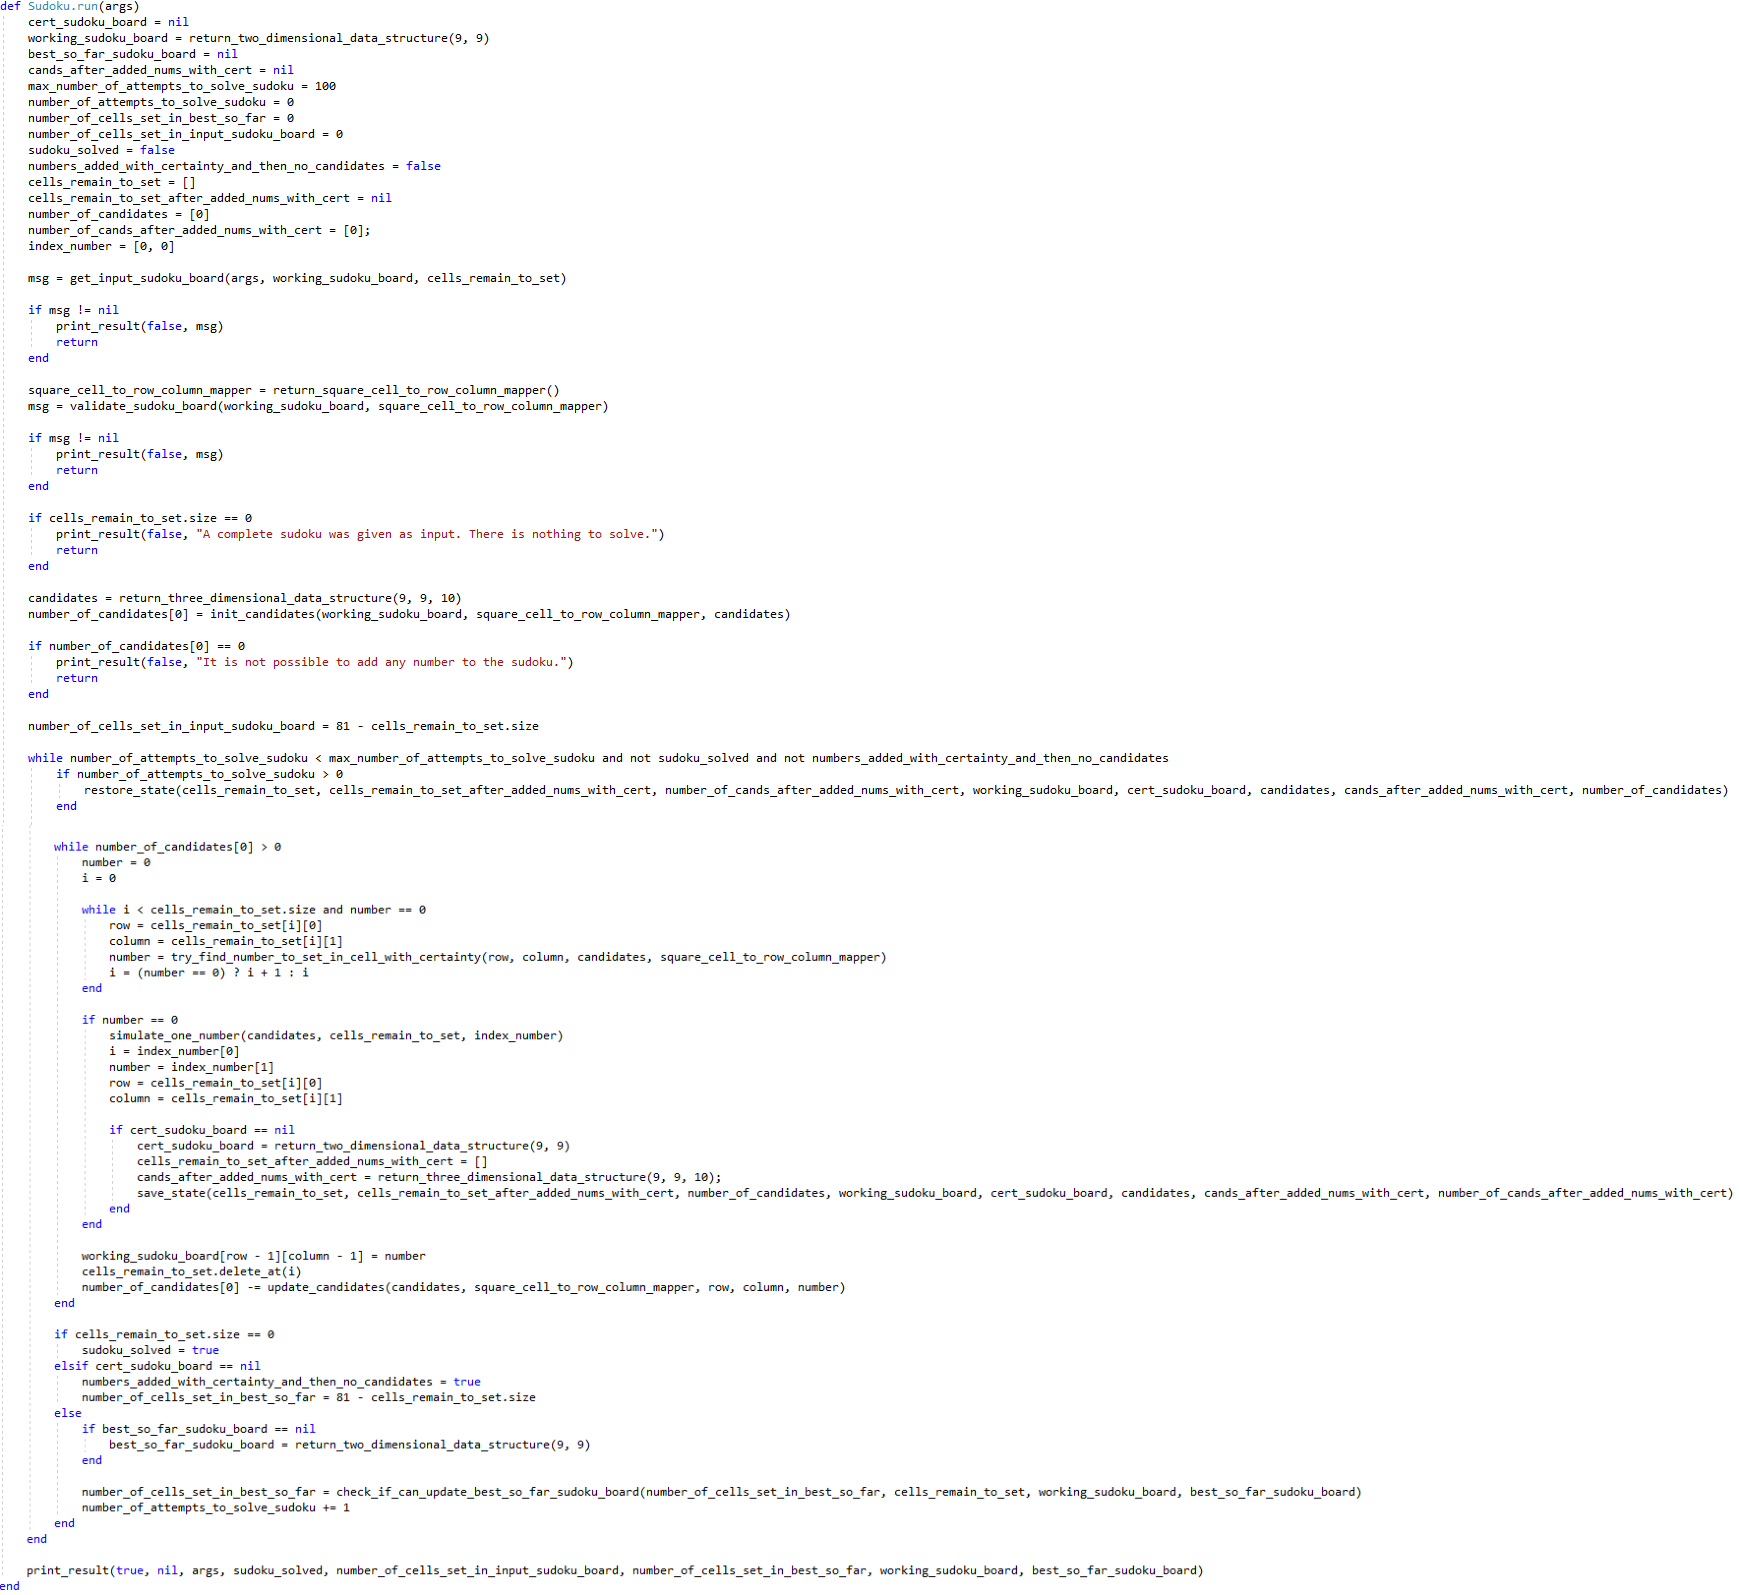 def Sudoku.run(args)
    cert_sudoku_board = nil
    working_sudoku_board = return_two_dimensional_data_structure(9, 9)
    best_so_far_sudoku_board = nil
    cands_after_added_nums_with_cert = nil
    max_number_of_attempts_to_solve_sudoku = 100
    number_of_attempts_to_solve_sudoku = 0
    number_of_cells_set_in_best_so_far = 0
    number_of_cells_set_in_input_sudoku_board = 0
    sudoku_solved = false
    numbers_added_with_certainty_and_then_no_candidates = false
    cells_remain_to_set = []
    cells_remain_to_set_after_added_nums_with_cert = nil
    number_of_candidates = [0]
    number_of_cands_after_added_nums_with_cert = [0];
    index_number = [0, 0]

    msg = get_input_sudoku_board(args, working_sudoku_board, cells_remain_to_set)

    if msg != nil
        print_result(false, msg)
        return
    end

    square_cell_to_row_column_mapper = return_square_cell_to_row_column_mapper()
    msg = validate_sudoku_board(working_sudoku_board, square_cell_to_row_column_mapper)

    if msg != nil
        print_result(false, msg)
        return
    end

    if cells_remain_to_set.size == 0
        print_result(false, "A complete sudoku was given as input. There is nothing to solve.")
        return
    end

    candidates = return_three_dimensional_data_structure(9, 9, 10)
    number_of_candidates[0] = init_candidates(working_sudoku_board, square_cell_to_row_column_mapper, candidates)

    if number_of_candidates[0] == 0
        print_result(false, "It is not possible to add any number to the sudoku.")
        return
    end

    number_of_cells_set_in_input_sudoku_board = 81 - cells_remain_to_set.size

    while number_of_attempts_to_solve_sudoku < max_number_of_attempts_to_solve_sudoku and not sudoku_solved and not numbers_added_with_certainty_and_then_no_candidates
        if number_of_attempts_to_solve_sudoku > 0
            restore_state(cells_remain_to_set, cells_remain_to_set_after_added_nums_with_cert, number_of_cands_after_added_nums_with_cert, working_sudoku_board, cert_sudoku_board, candidates, cands_after_added_nums_with_cert, number_of_candidates)
        end

        while number_of_candidates[0] > 0
            number = 0
            i = 0

            while i < cells_remain_to_set.size and number == 0
                row = cells_remain_to_set[i][0]
                column = cells_remain_to_set[i][1]
                number = try_find_number_to_set_in_cell_with_certainty(row, column, candidates, square_cell_to_row_column_mapper)
                i = (number == 0) ? i + 1 : i
            end

            if number == 0
                simulate_one_number(candidates, cells_remain_to_set, index_number)
                i = index_number[0]
                number = index_number[1]
                row = cells_remain_to_set[i][0]
                column = cells_remain_to_set[i][1]

                if cert_sudoku_board == nil
                    cert_sudoku_board = return_two_dimensional_data_structure(9, 9)
                    cells_remain_to_set_after_added_nums_with_cert = []
                    cands_after_added_nums_with_cert = return_three_dimensional_data_structure(9, 9, 10);
                    save_state(cells_remain_to_set, cells_remain_to_set_after_added_nums_with_cert, number_of_candidates, working_sudoku_board, cert_sudoku_board, candidates, cands_after_added_nums_with_cert, number_of_cands_after_added_nums_with_cert)
                end
            end

            working_sudoku_board[row - 1][column - 1] = number
            cells_remain_to_set.delete_at(i)
            number_of_candidates[0] -= update_candidates(candidates, square_cell_to_row_column_mapper, row, column, number)
        end

        if cells_remain_to_set.size == 0
            sudoku_solved = true
        elsif cert_sudoku_board == nil
            numbers_added_with_certainty_and_then_no_candidates = true
            number_of_cells_set_in_best_so_far = 81 - cells_remain_to_set.size
        else
            if best_so_far_sudoku_board == nil
                best_so_far_sudoku_board = return_two_dimensional_data_structure(9, 9)
            end

            number_of_cells_set_in_best_so_far = check_if_can_update_best_so_far_sudoku_board(number_of_cells_set_in_best_so_far, cells_remain_to_set, working_sudoku_board, best_so_far_sudoku_board)
            number_of_attempts_to_solve_sudoku += 1
        end
    end

    print_result(true, nil, args, sudoku_solved, number_of_cells_set_in_input_sudoku_board, number_of_cells_set_in_best_so_far, working_sudoku_board, best_so_far_sudoku_board)
end